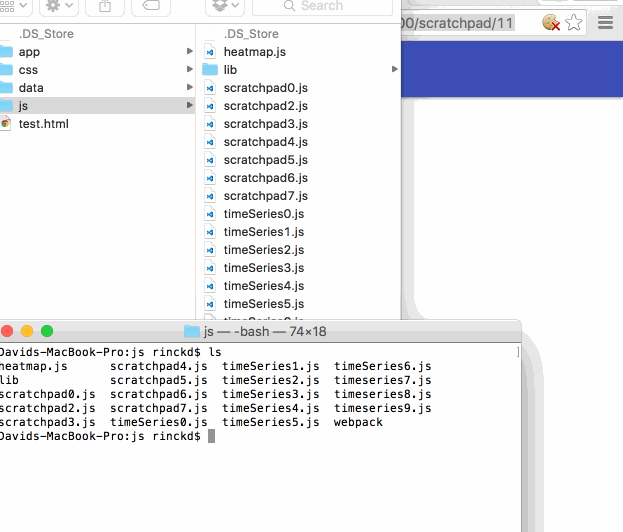 Search
00/scratchpad/11
.DS_Store
app
css
data
js
test.html
.DS_Store
heatmap.js
lib
scratchpad0.js
scratchpad2.js
scratchpad3.js
scratchpad4.js
scratchpad5.js
scratchpad6.js
scratchpad7.js
timeSeries0.js
timeSeries1.js
timeSeries2.js
timeSeries3.js
timeSeries4.js
timeSeries5.js
js — -bash — 74×18
Davids-MacBook-Pro:js rinckd$ ls
heatmap.js scratchpad4.js timeSeries1.js timeSeries6.js
lib scratchpad5.js timeSeries2.js timeseries7.js
scratchpad0.js scratchpad6.js timeSeries3.js timeseries8.js
scratchpad2.js scratchpad7.js timeSeries4.js timeseries9.js
scratchpad3.js timeSeries0.js timeSeries5.js webpack
Davids-MacBook-Pro:js rinckd$